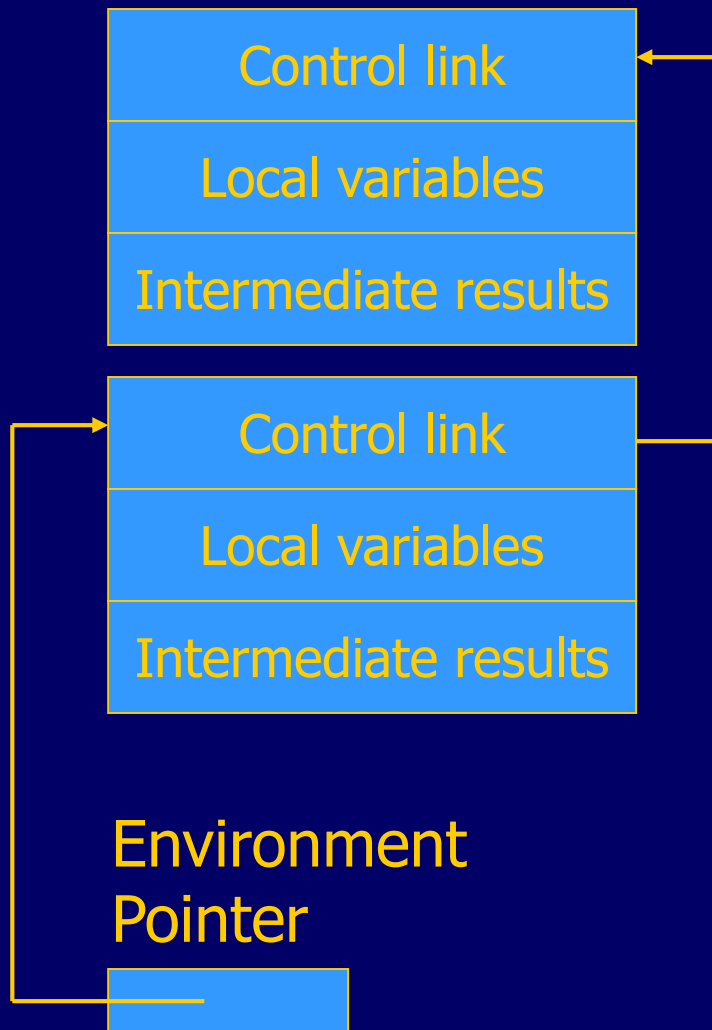 Control link
Local variables
Intermediate results
Control link
Local variables
Intermediate results
Environment
Pointer